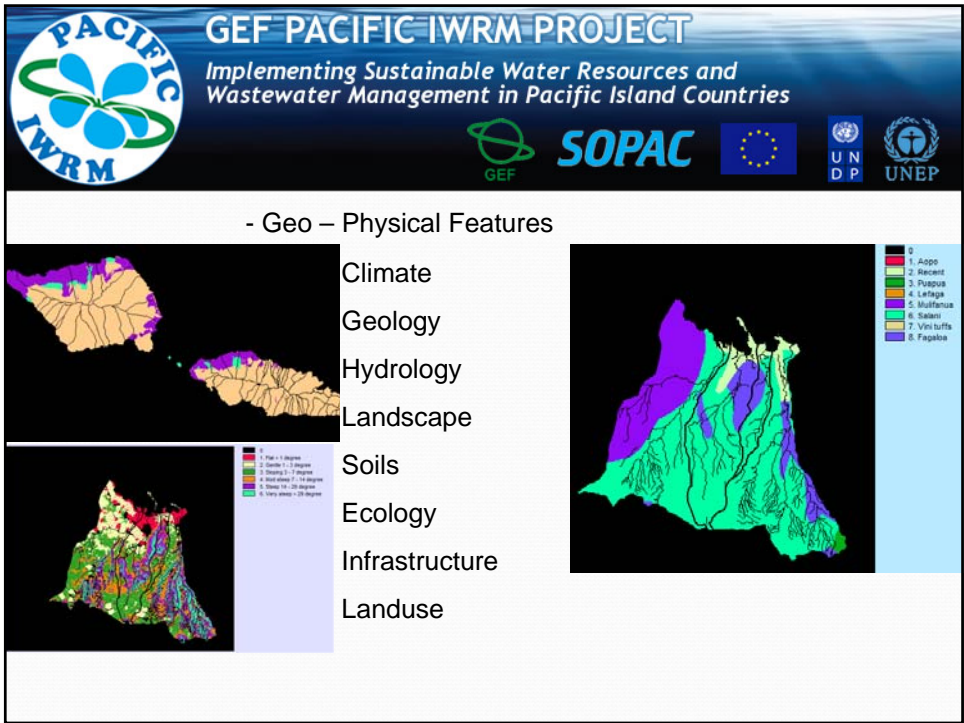 PACIFIC
IWRM
GEF PACIFIC IWRM PROJECT
Implementing Sustainable Water Resources and
Wastewater Management in Pacific Island Countries
GEF
SOPAC
U N
D P
UNEP
- Geo – Physical Features
Climate
Geology
Hydrology
Landscape
Soils
Ecology
Infrastructure
Landuse
0
1. Flat < 1 degree
2. Gentle 1 - 3 degree
3. Sloping 3 - 7 degree
4. Mod steep 7 - 14 degree
5. Steep 14 - 28 degree
6. Very steep > 28 degree
0
1. Aopo
2. Recent
3. Puapua
4. Lefaga
5. Mulifanua
6. Salani
7. Vini tuffs
8. Fagaloa